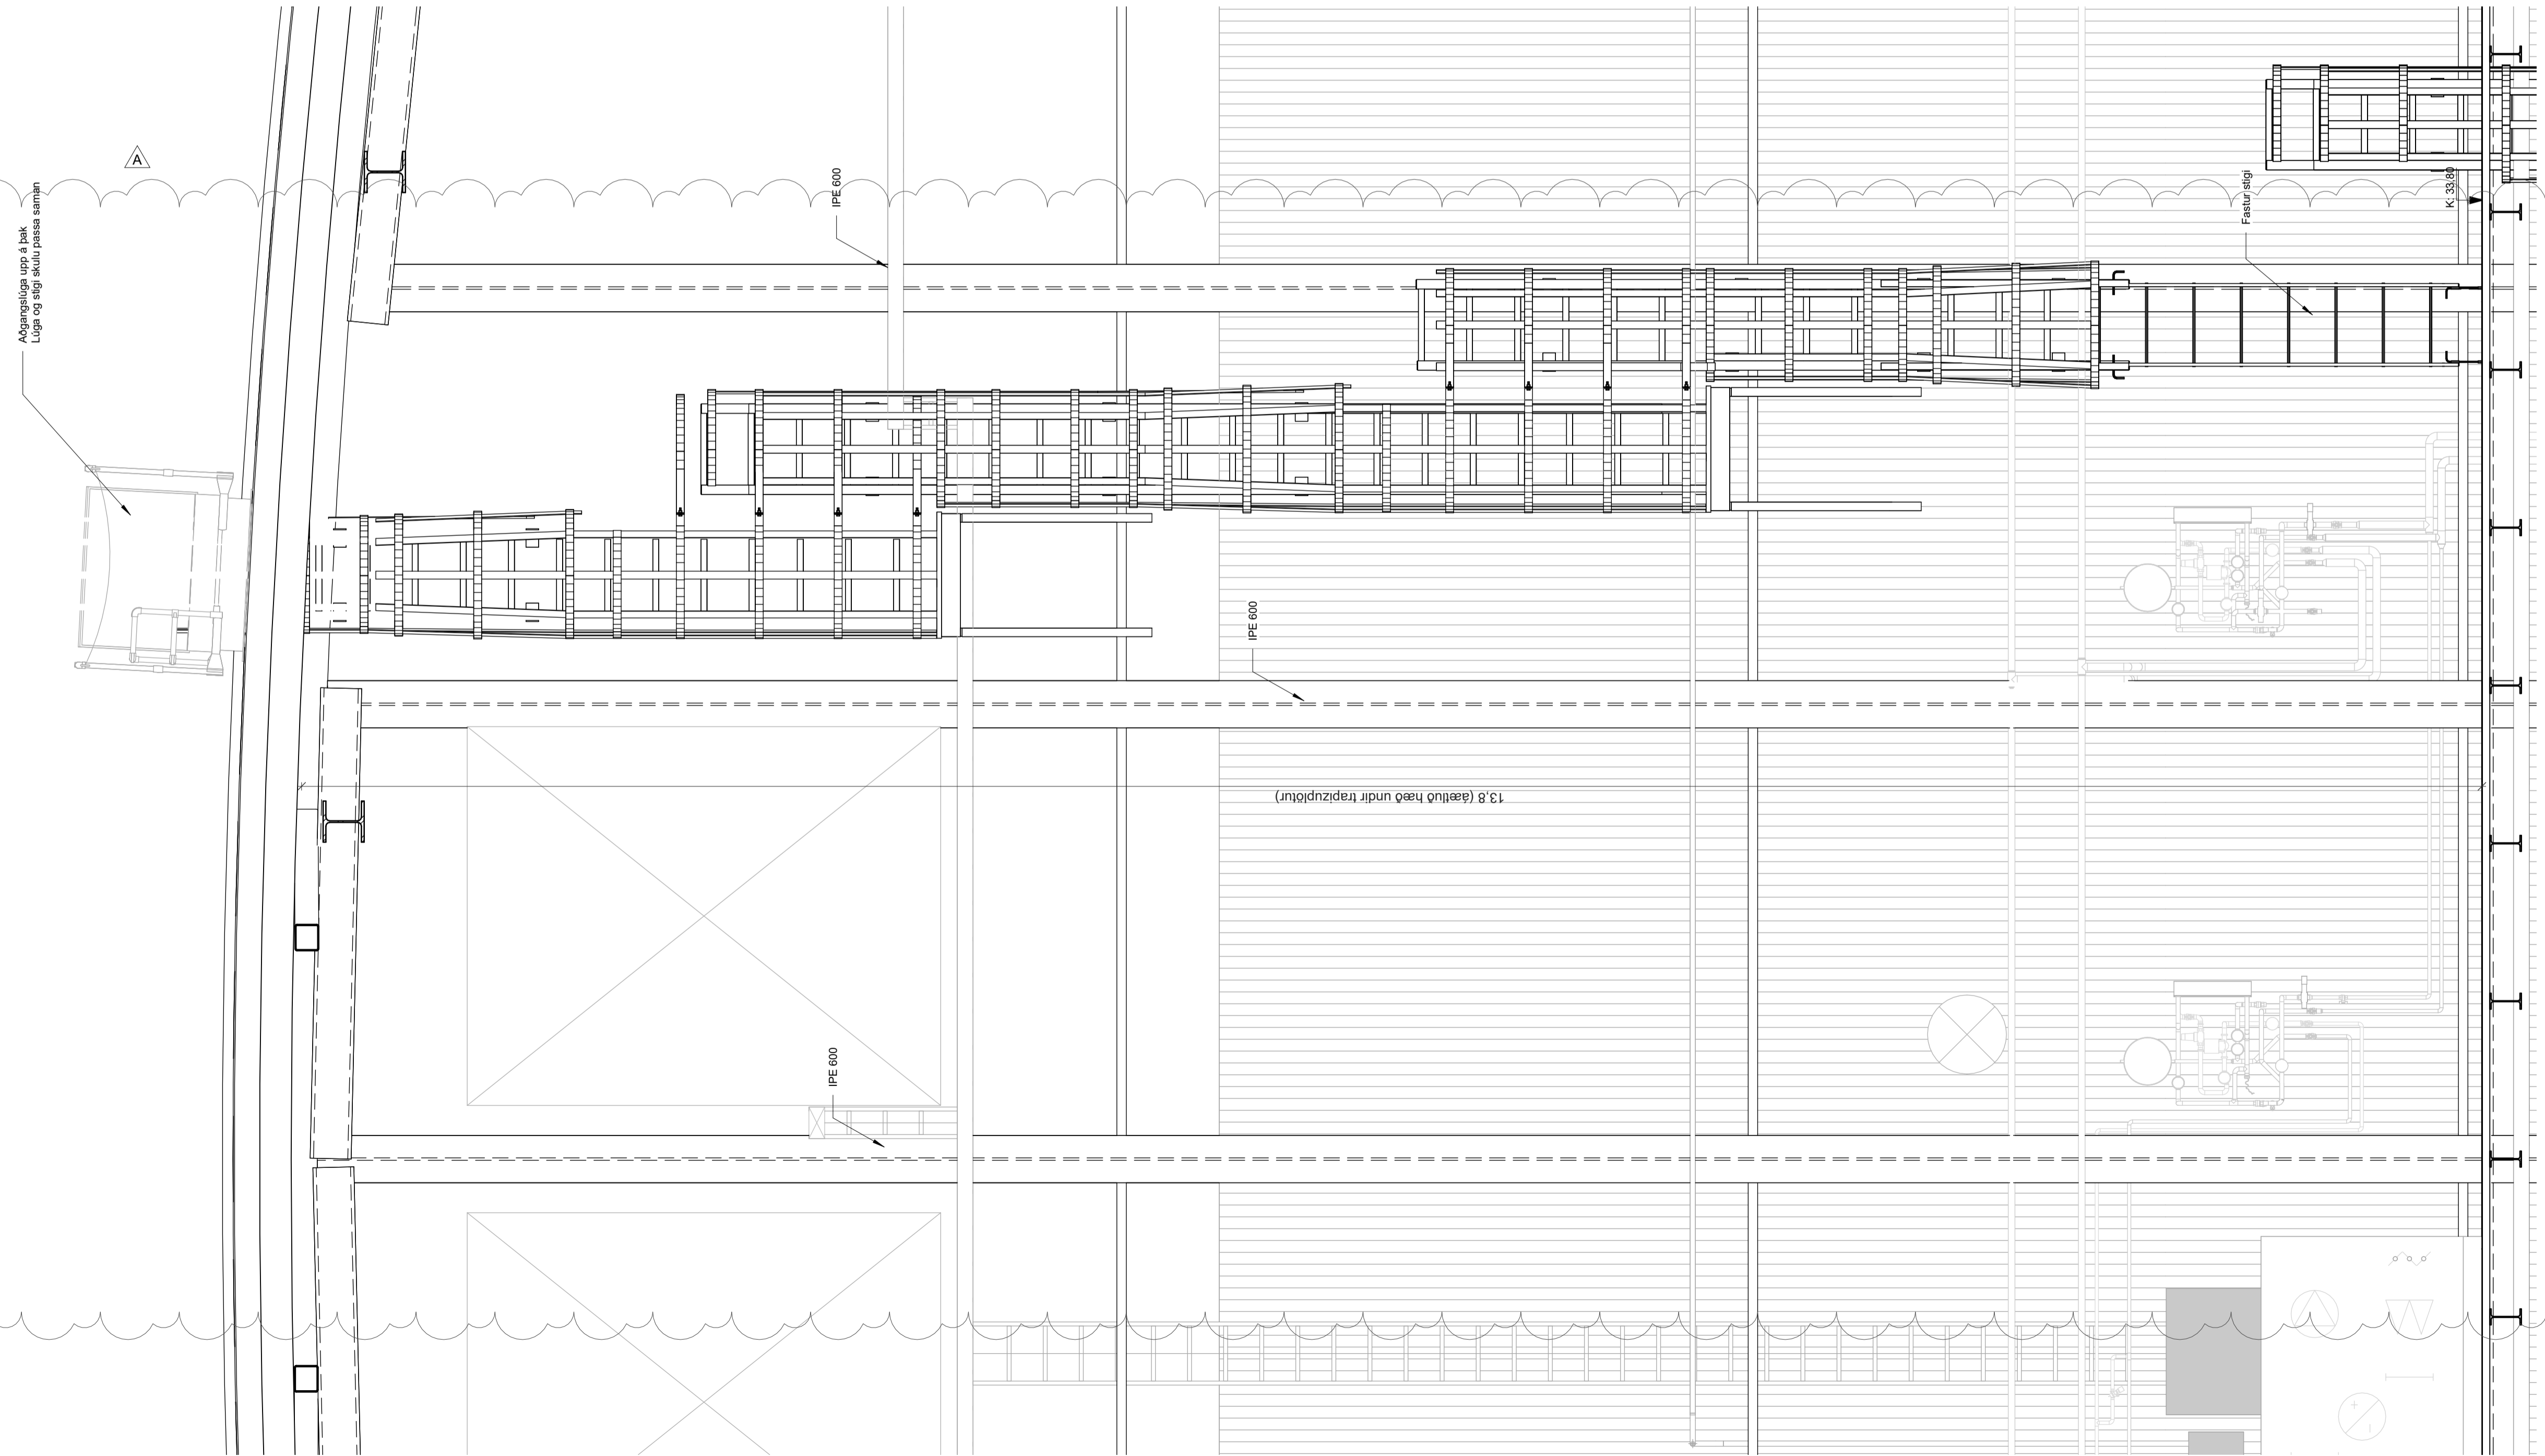 A
Aðgangslúga upp á þak
Lúga og stigi skulu passa saman
IPE 600
Fastur stigi
K: 33.80
IPE 600
13,8 (áætluð hæð undir trapizuplötur)
IPE 600